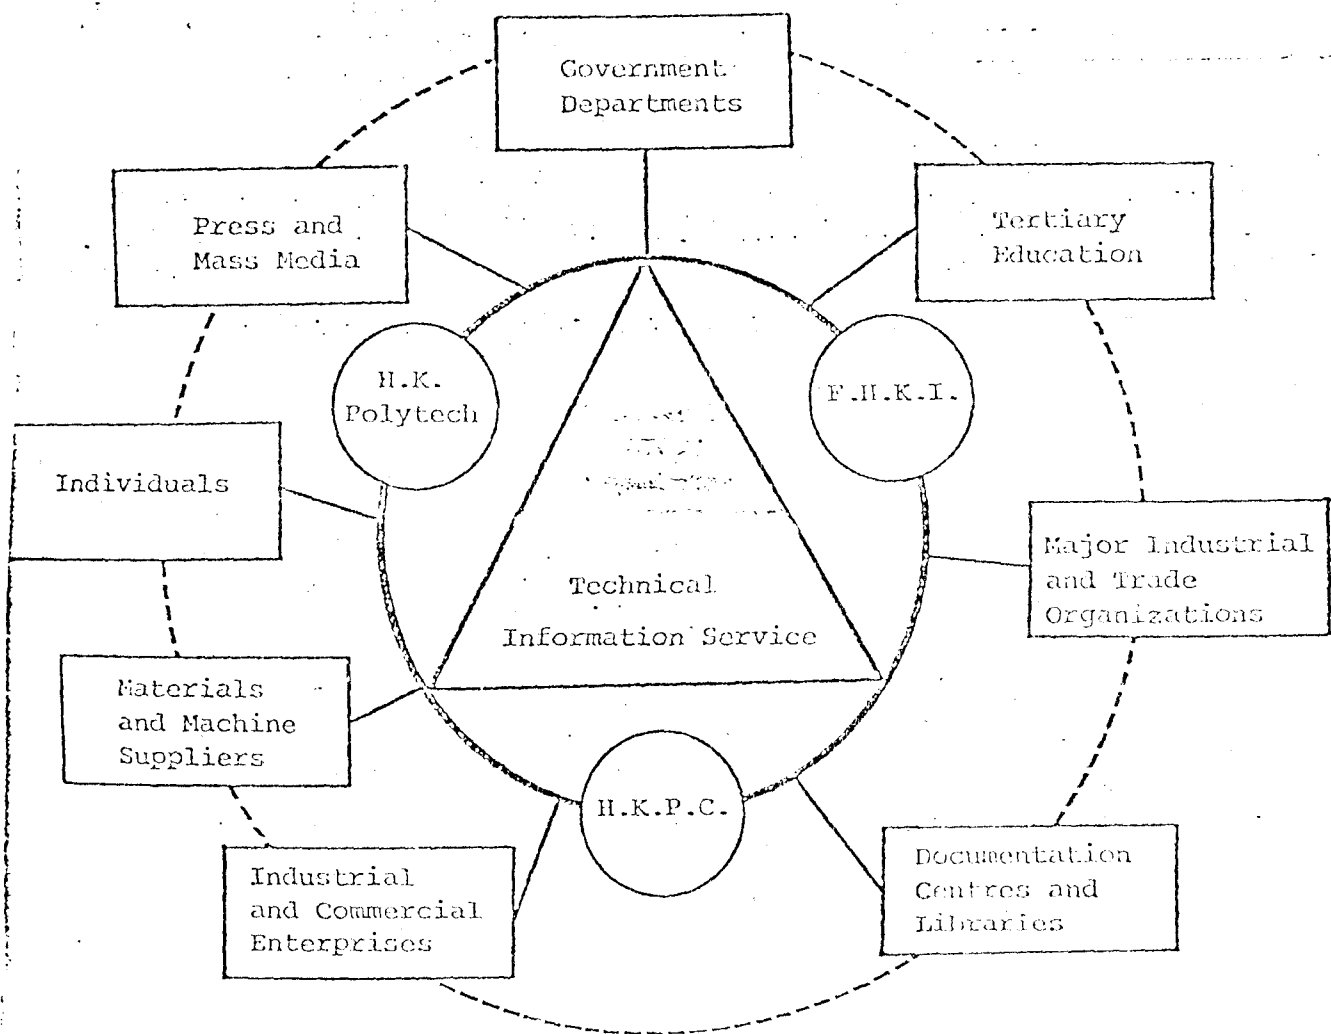 Government
Departments
Press and
Mass Media
Tertiary
Education
H.K.
Polytech
F.H.K.I.
Individuals
Major Industrial
and Trade
Organizations
Technical
Information Service
Materials
and Machine
Suppliers
H.K.P.C.
Industrial
and Commercial
Enterprises
Documentation
Centres and
Libraries